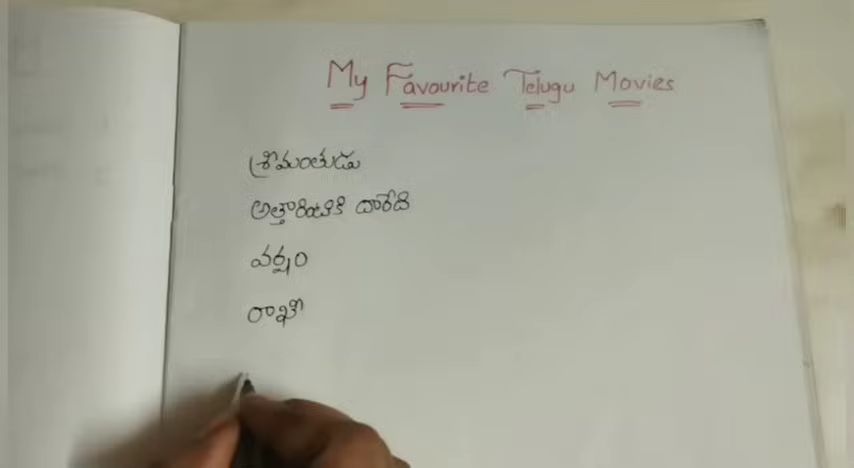 My Favourite Telugu Movies
శ్రీమంతుడు
అత్తారింటికి దారేది
వర్షం
రాఖీ